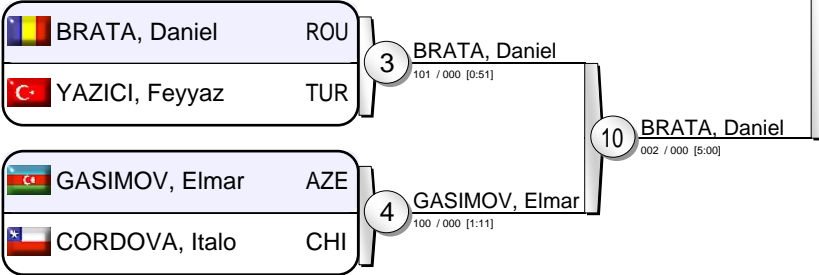 BRATA, Daniel ROU
YAZICI, Feyyaz TUR
3
BRATA, Daniel
101 / 000 [0:51]
10
BRATA, Daniel
002 / 000 [5:00]
GASIMOV, Elmar AZE
CORDOVA, Italo CHI
4
GASIMOV, Elmar
100 / 000 [1:11]